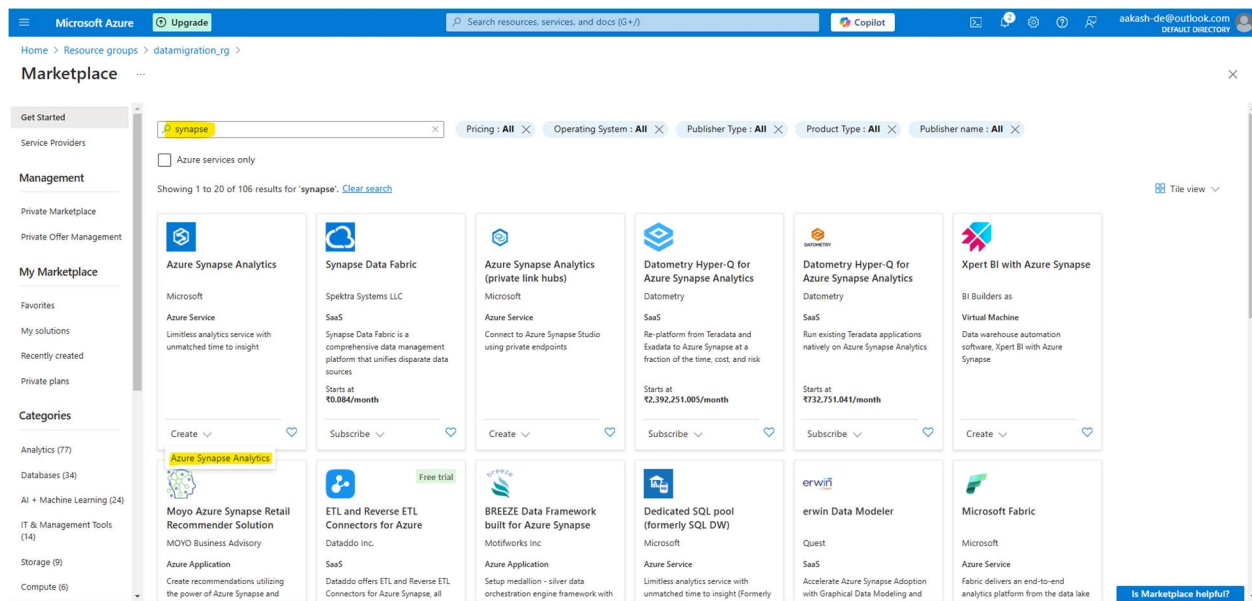 Microsoft Azure
Upgrade
Search resources, services, and docs (G+/)
Copilot
2
aakash-de@outlook.com
DEFAULT DIRECTORY
Home > Resource groups > datamigration_rg >
Marketplace ...
Get Started
Service Providers
Management
Private Marketplace
Private Offer Management
My Marketplace
Favorites
My solutions
Recently created
Private plans
Categories
Analytics (77)
Databases (34)
AI + Machine Learning (24)
IT & Management Tools
(14)
Storage (9)
Compute (6)
synapse
Pricing : All
Operating System : All
Publisher Type : All
Product Type : All
Publisher name : All
Azure services only
Showing 1 to 20 of 106 results for 'synapse'. Clear search
Tile view
Azure Synapse Analytics
Microsoft
Azure Service
Limitless analytics service with
unmatched time to insight
Create
Azure Synapse Analytics
Synapse Data Fabric
Spektra Systems LLC
SaaS
Synapse Data Fabric is a
comprehensive data management
platform that unifies disparate data
sources
Starts at
₹0.084/month
Subscribe
Azure Synapse Analytics
(private link hubs)
Microsoft
Azure Service
Connect to Azure Synapse Studio
using private endpoints
Create
Datometry Hyper-Q for
Azure Synapse Analytics
Datometry
SaaS
Re-platform from Teradata and
Exadata to Azure Synapse at a
fraction of the time, cost, and risk
Starts at
₹2,392,251.005/month
Subscribe
DATOMETRY
Datometry Hyper-Q for
Azure Synapse Analytics
Datometry
SaaS
Run existing Teradata applications
natively on Azure Synapse Analytics
Starts at
₹732,751.041/month
Subscribe
Xpert BI with Azure Synapse
BI Builders as
Virtual Machine
Data warehouse automation
software, Xpert BI with Azure
Synapse
Create
Moyo Azure Synapse Retail
Recommender Solution
MOYO Business Advisory
Azure Application
Create recommendations utilizing
the power of Azure Synapse and
Free trial
ETL and Reverse ETL
Connectors for Azure
Dataddo Inc.
SaaS
Dataddo offers ETL and Reverse ETL
Connectors for Azure Synapse, all
breeze
BREEZE Data Framework
built for Azure Synapse
Motifworks Inc
Azure Application
Setup medallion - silver data
orchestration engine framework with
Dedicated SQL pool
(formerly SQL DW)
Microsoft
Azure Service
Limitless analytics service with
unmatched time to insight (Formerly
erwin
erwin Data Modeler
Quest
SaaS
Accelerate Azure Synapse Adoption
with Graphical Data Modeling and
Microsoft Fabric
Microsoft
Azure Service
Fabric delivers an end-to-end
analytics platform from the data lake
Is Marketplace helpful?